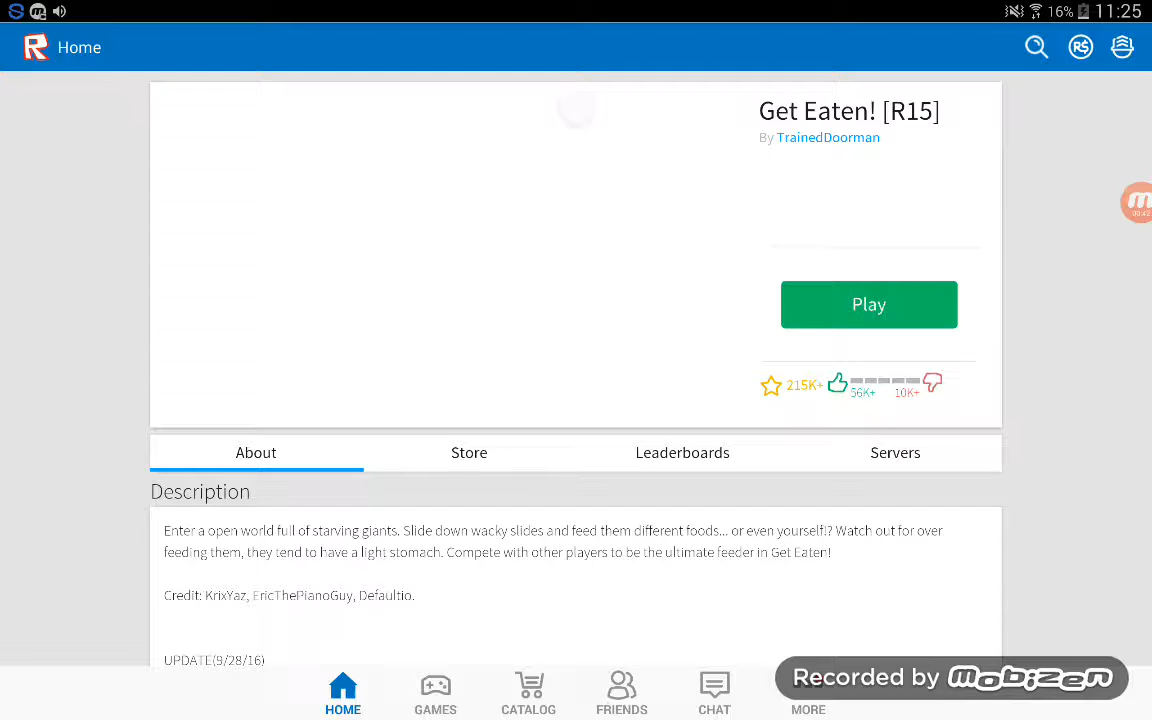 16% 11:25
R Home R$
Get Eaten! [R15]
By TrainedDoorman
m
00:42
Play
215K+ 56K+ 10K+
About Store Leaderboards Servers
Description
Enter a open world full of starving giants. Slide down wacky slides and feed them different foods... or even yourself!? Watch out for over
feeding them, they tend to have a light stomach. Compete with other players to be the ultimate feeder in Get Eaten!
Credit: KrixYaz, EricThePianoGuy, Defaultio.
UPDATE(9/28/16)
Recorded by mobizen
HOME GAMES CATALOG FRIENDS CHAT MORE